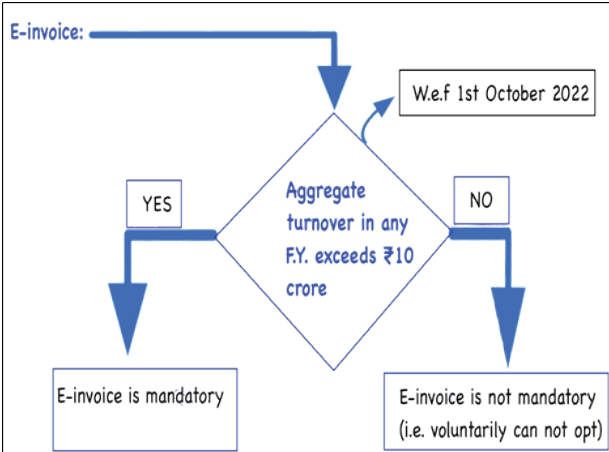 E-invoice:
W.e.f 1st October 2022
YES
Aggregate
turnover in any
F.Y. exceeds ₹10
crore
NO
E-invoice is mandatory
E-invoice is not mandatory
(i.e. voluntarily can not opt)